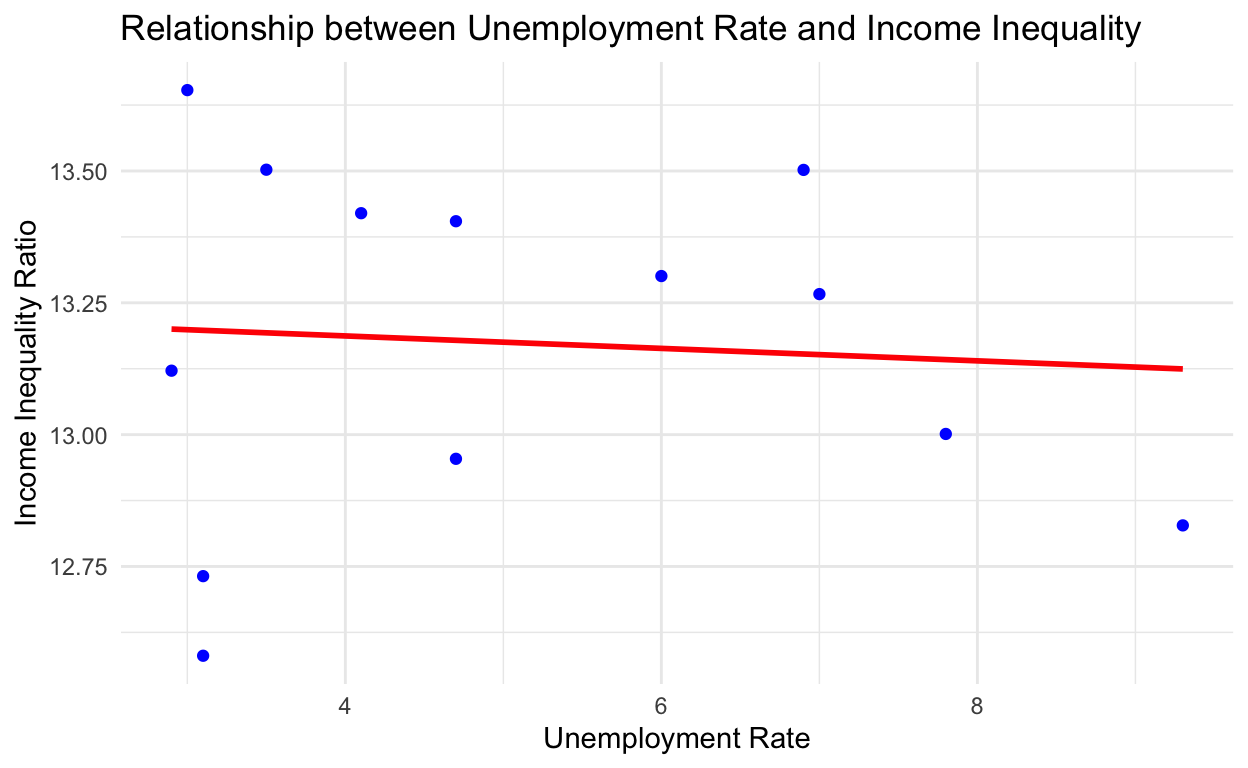 Relationship between Unemployment Rate and Income Inequality
Income Inequality Ratio
13.50
13.25
13.00
12.75
4 6 8
Unemployment Rate